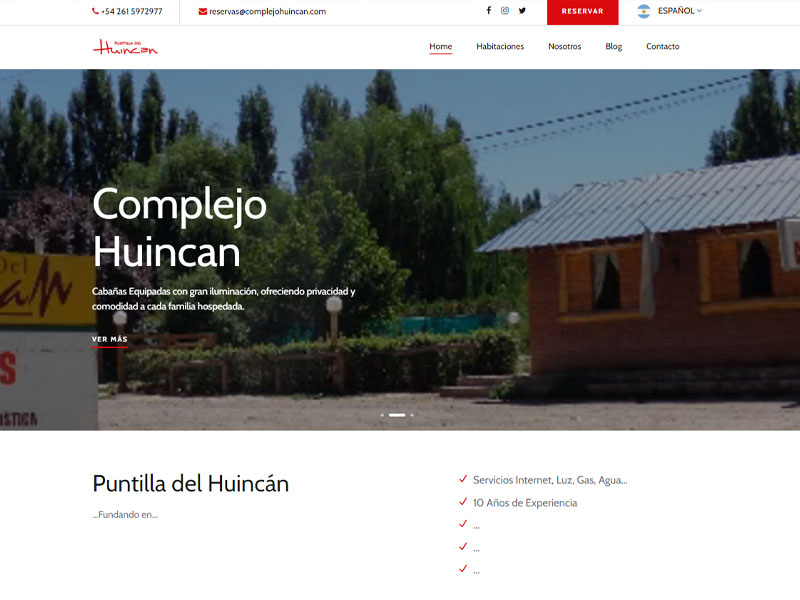 +54 261 5972977
reservas@complejohuincan.com
RESERVAR
ESPAÑOL
PUNTILLA DEL
Huincan
Home
Habitaciones
Nosotros
Blog
Contacto
Del
S
ISTICA
Complejo
Huincan
Cabañas Equipadas con gran iluminación, ofreciendo privacidad y
comodidad a cada familia hospedada.
VER MÁS
Puntilla del Huincán
...Fundando en...
Servicios Internet, Luz, Gas, Agua...
10 Años de Experiencia
...
...
...